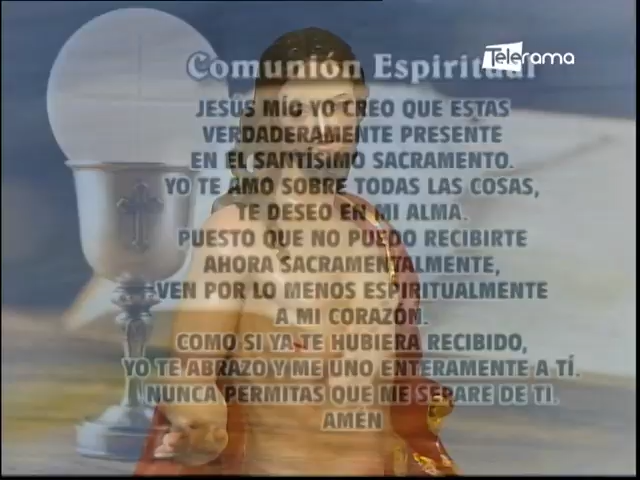 Telerama
Comunión Espiritual
JESÚS MÍO YO CREO QUE ESTAS
VERDADERAMENTE PRESENTE
EN EL SANTÍSIMO SACRAMENTO.
YO TE AMO SOBRE TODAS LAS COSAS,
TE DESEO EN MI ALMA.
PUESTO QUE NO PUEDO RECIBIRTE
AHORA SACRAMENTALMENTE,
VEN POR LO MENOS ESPIRITUALMENTE
A MI CORAZÓN.
COMO SI YA TE HUBIERA RECIBIDO,
YO TE ABRAZO Y ME UNO ENTERAMENTE A TÍ.
NUNCA PERMITAS QUE ME SEPARE DE TI.
AMÉN